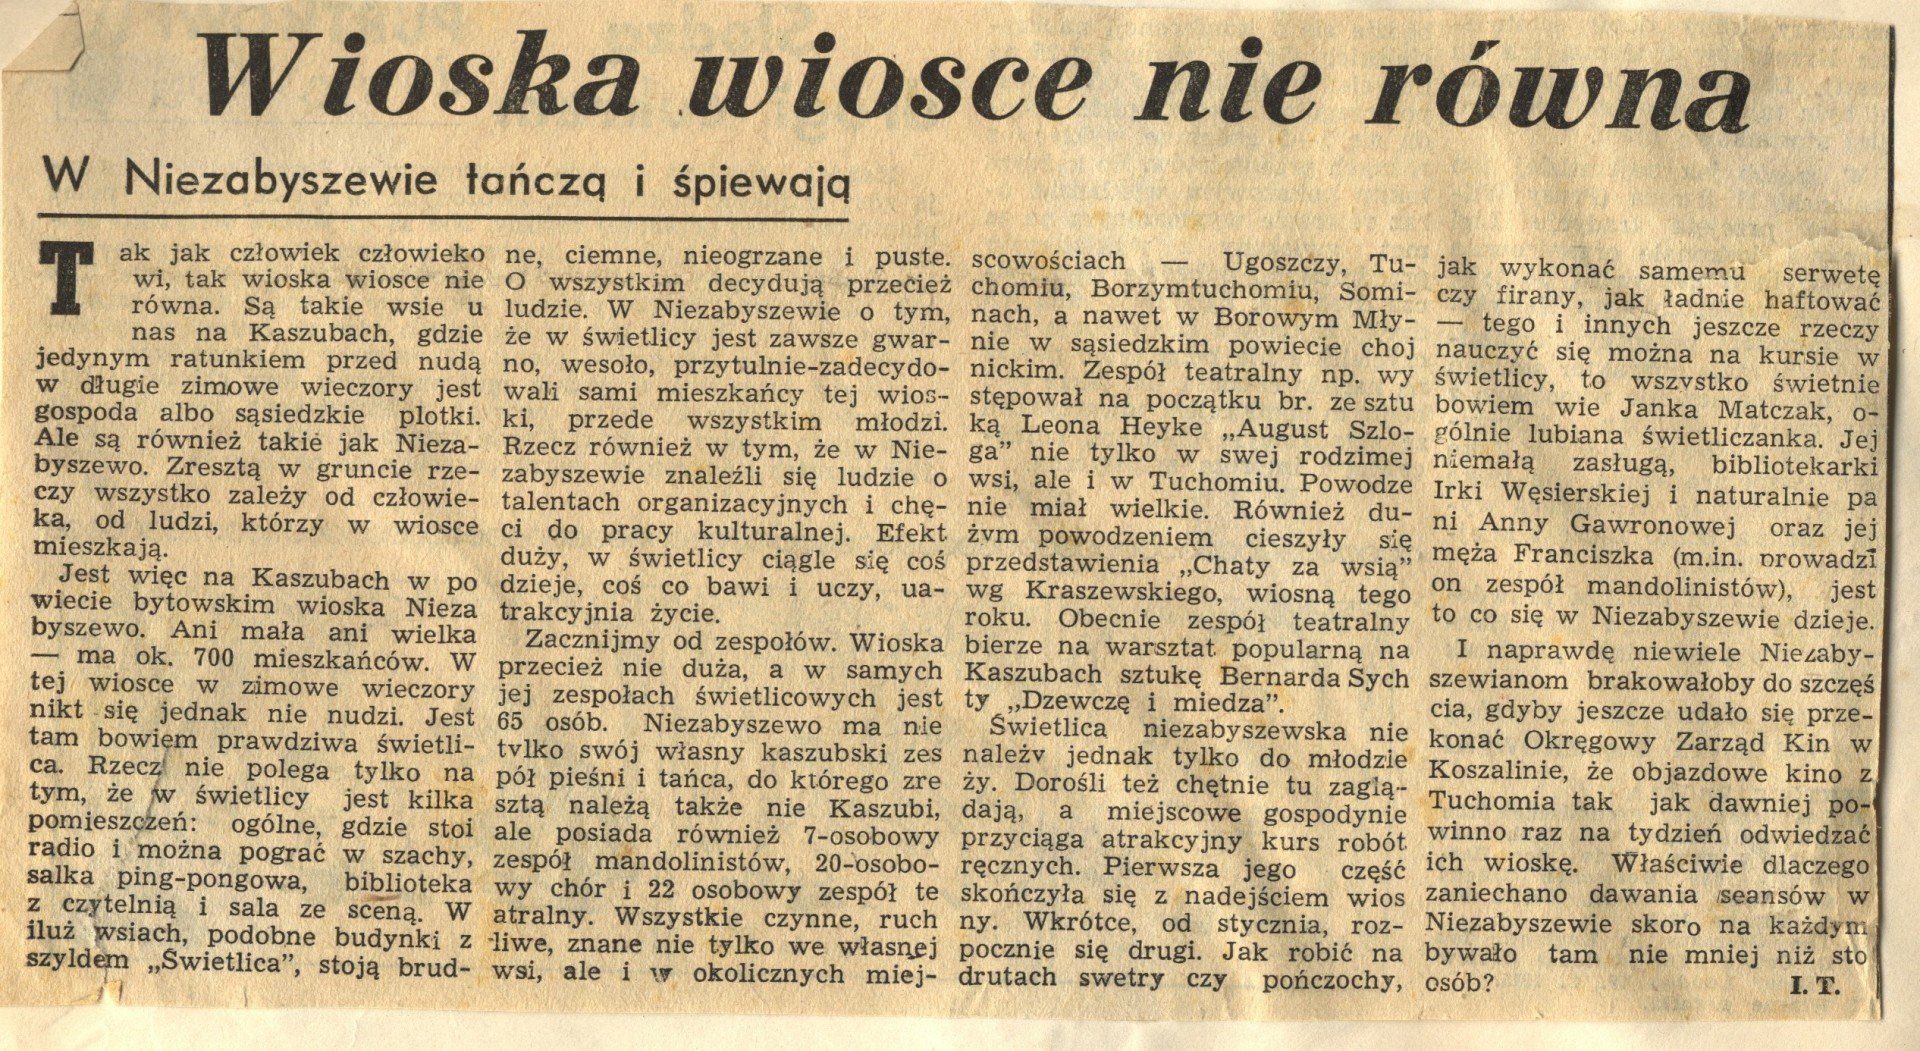 Wioska wiosce nie równa
W Niezabyszewie tańczą i śpiewają
Tak jak człowiek człowieko
wi, tak wioska wiosce nie
równa. Są takie wsie u
nas na Kaszubach, gdzie
jedynym ratunkiem przed nudą
w długie zimowe wieczory jest
gospoda albo sąsiedzkie plotki.
Ale są również takie jak Nieza-
byszewo. Zresztą w gruncie rze-
czy wszystko zależy od człowie-
ka, od ludzi, którzy w wiosce
mieszkają.
Jest więc na Kaszubach w po
wiecie bytowskim wioska Nieza
byszewo. Ani mała ani wielka
— ma ok. 700 mieszkańców. W
tej wiosce w zimowe wieczory
nikt się jednak nie nudzi. Jest
tam bowiem prawdziwa świetli-
ca. Rzecz nie polega tylko na
tym, że w świetlicy jest kilka
pomieszczeń: ogólne, gdzie stoi
radio i można pograć w szachy,
salka ping-pongowa, biblioteka
z czytelnią i sala ze sceną. W
iluż wsiach, podobne budynki z
szyldem „Świetlica”, stoją brud-
ne, ciemne, nieogrzane i puste.
O wszystkim decydują przecież
ludzie. W Niezabyszewie o tym,
że w świetlicy jest zawsze gwar-
no, wesoło, przytulnie-zadecydo-
wali sami mieszkańcy tej wios-
ki, przede wszystkim młodzi.
Rzecz również w tym, że w Nie-
zabyszewie znaleźli się ludzie o
talentach organizacyjnych i chę-
ci do pracy kulturalnej. Efekt
duży, w świetlicy ciągle się coś
dzieje, coś co bawi i uczy, ua-
trakcyjnia życie.
Zacznijmy od zespołów. Wioska
przecież nie duża, a w samych
jej zespołach świetlicowych jest
65 osób. Niezabyszewo ma nie
tylko swój własny kaszubski zes
pół pieśni i tańca, do którego zre
sztą należą także nie Kaszubi,
ale posiada również 7-osobowy
zespół mandolinistów, 20-osobo-
wy chór i 22 osobowy zespół te
atralny. Wszystkie czynne, ruch
liwe, znane nie tylko we własnej
wsi, ale i w okolicznych miej-
scowościach — Ugoszczy, Tu-
chomiu, Borzymtuchomiu, Somi-
nach, a nawet w Borowym Mły-
nie w sąsiedzkim powiecie choj
nickim. Zespół teatralny np. wy
stępował na początku br. ze sztu
ką Leona Heyke „August Szlo-
ga” nie tylko w swej rodzimej
wsi, ale i w Tuchomiu. Powodze
nie miał wielkie. Również du-
żym powodzeniem cieszyły się
przedstawienia „Chaty za wsią”
wg Kraszewskiego, wiosną tego
roku. Obecnie zespół teatralny
bierze na warsztat popularną na
Kaszubach sztukę Bernarda Sych
ty „Dzewczę i miedza”.
Świetlica niezabyszewska nie
należy jednak tylko do młodzie
ży. Dorośli też chętnie tu zaglą-
dają, a miejscowe gospodynie
przyciąga atrakcyjny kurs robót
ręcznych. Pierwsza jego część
skończyła się z nadejściem wios
ny. Wkrótce, od stycznia, roz-
pocznie się drugi. Jak robić na
drutach swetry czy pończochy,
jak wykonać samemu serwetę
czy firany, jak ładnie haftować
— tego i innych jeszcze rzeczy
nauczyć się można na kursie w
świetlicy, to wszystko świetnie
bowiem wie Janka Matczak, o-
gólnie lubiana świetliczanka. Jej
niemałą zasługą, bibliotekarki
Irki Węsierskiej i naturalnie pa
ni Anny Gawronowej oraz jej
męża Franciszka (m.in. prowadzi
on zespół mandolinistów), jest
to co się w Niezabyszewie dzieje.
I naprawdę niewiele Niezaby-
szewianom brakowałoby do szczęś
cia, gdyby jeszcze udało się prze-
konać Okręgowy Zarząd Kin w
Koszalinie, że objazdowe kino z
Tuchomia tak jak dawniej po-
winno raz na tydzień odwiedzać
ich wioskę. Właściwie dlaczego
zaniechano dawania seansów w
Niezabyszewie skoro na każdym
bywało tam nie mniej niż sto
osób?
I. T.